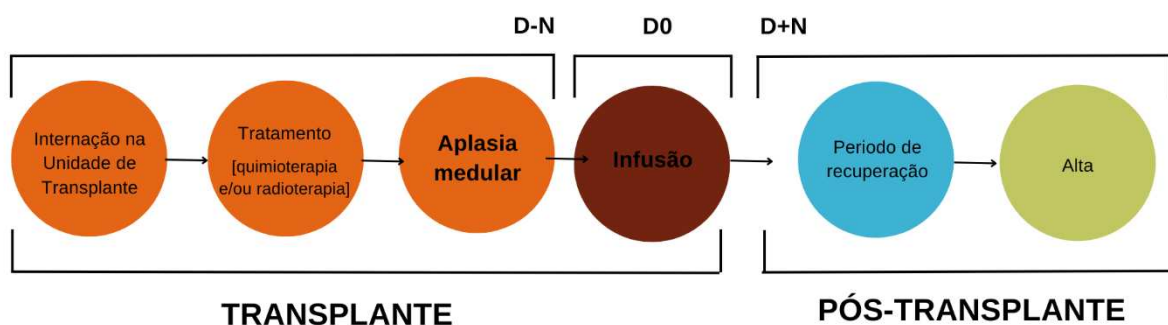 D-N
D0
D+N
Internação na
Unidade de
Transplante
Tratamento
[quimioterapia
e/ou radioterapia]
Aplasia
medular
Infusão
Periodo de
recuperação
Alta
TRANSPLANTE
PÓS-TRANSPLANTE